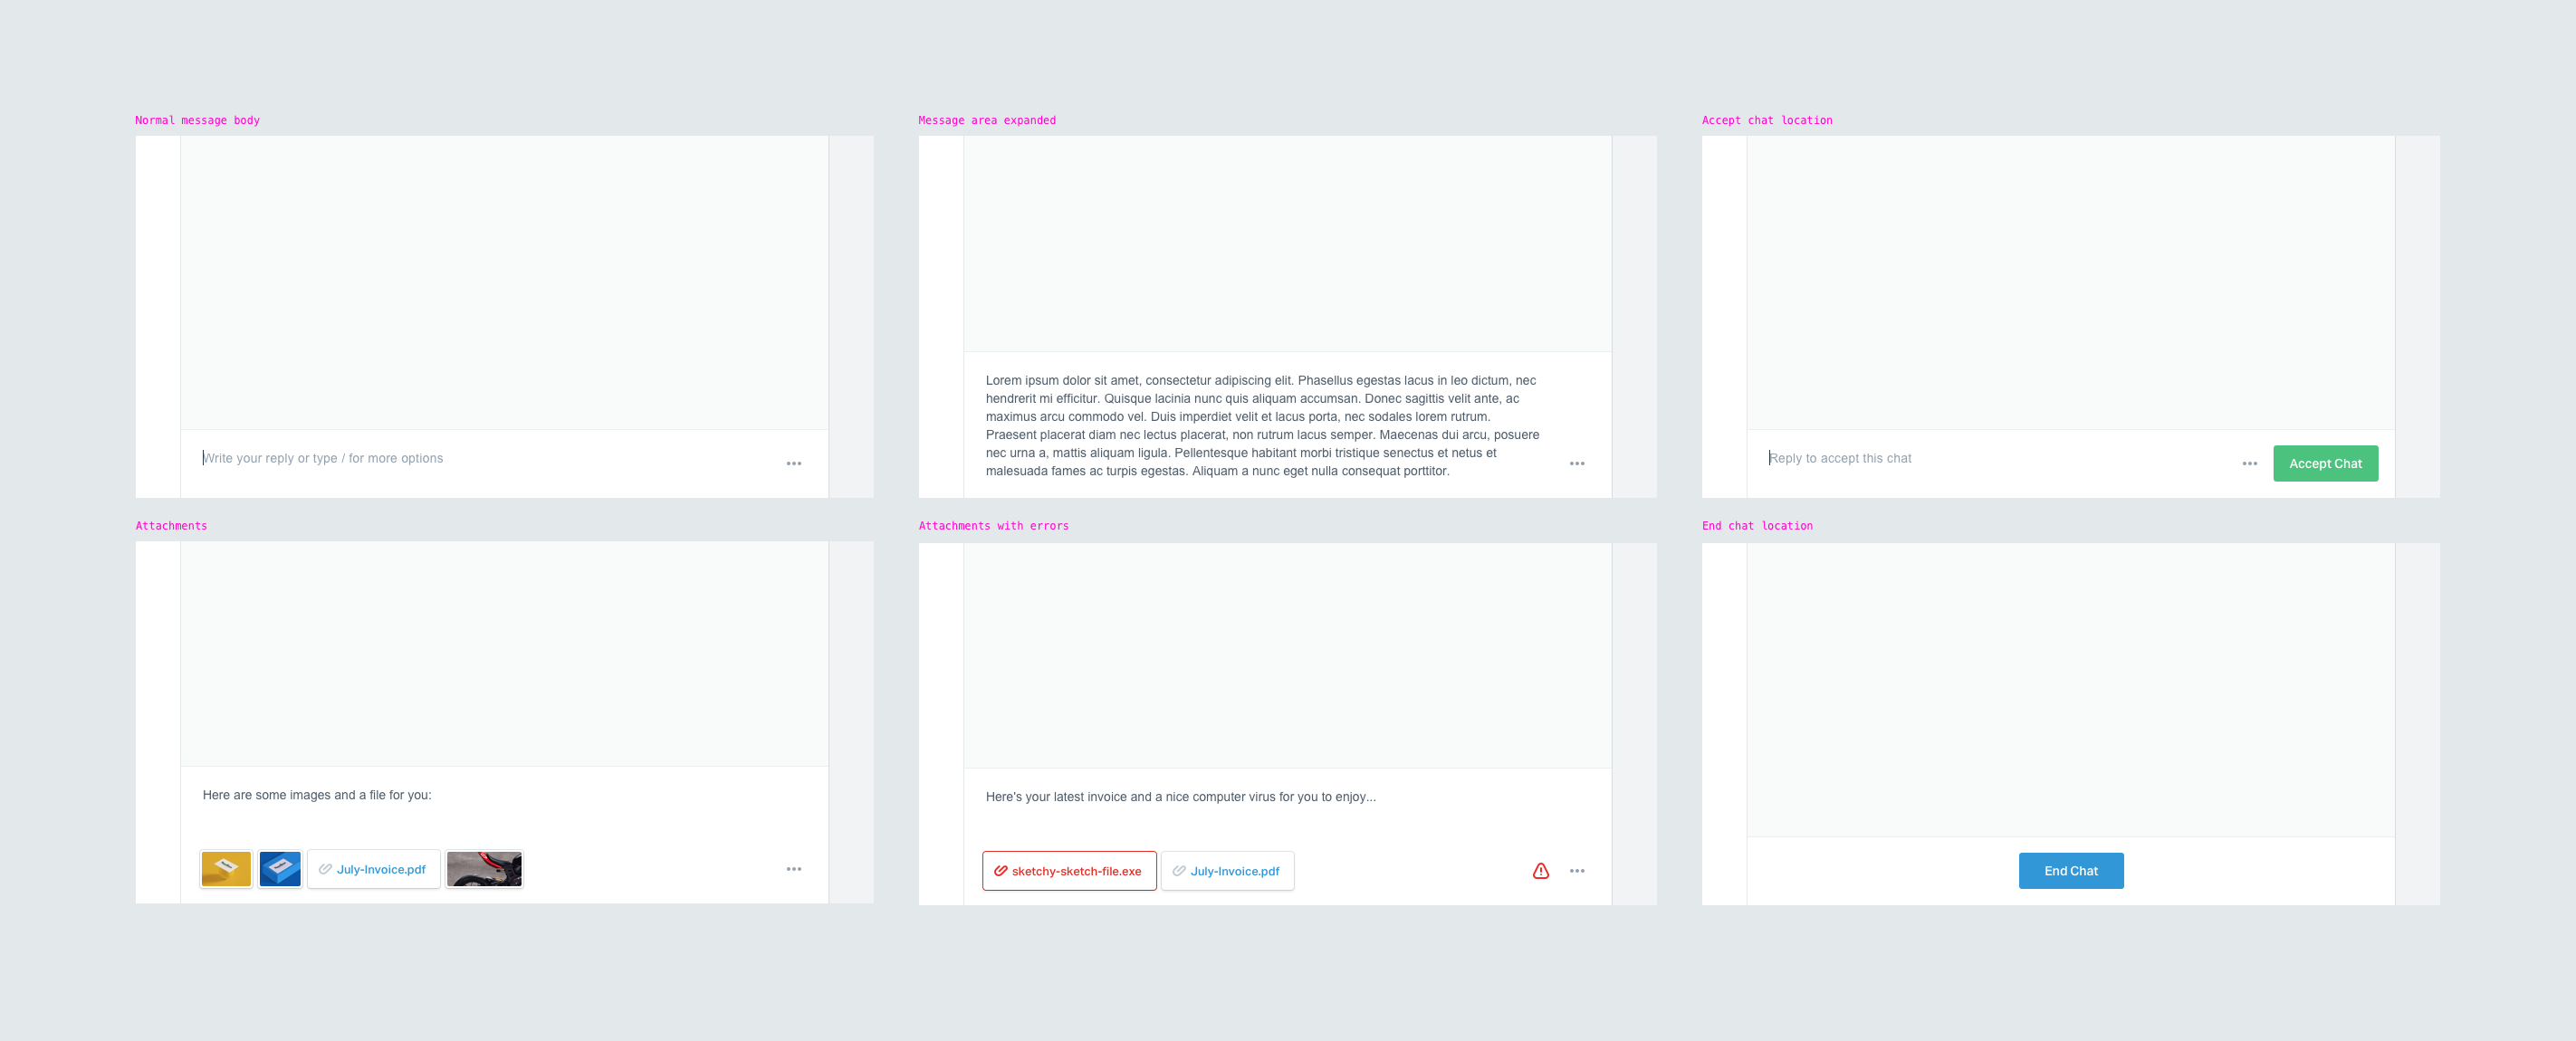 Normal message body
Write your reply or type / for more options
Message area expanded
Lorem ipsum dolor sit amet, consectetur adipiscing elit. Phasellus egestas lacus in leo dictum, nec
hendrerit mi efficitur. Quisque lacinia nunc quis aliquam accumsan. Donec sagittis velit ante, ac
maximus arcu commodo vel. Duis imperdiet velit et lacus porta, nec sodales lorem rutrum.
Praesent placerat diam nec lectus placerat, non rutrum lacus semper. Maecenas dui arcu, posuere
nec urna a, mattis aliquam ligula. Pellentesque habitant morbi tristique senectus et netus et
malesuada fames ac turpis egestas. Aliquam a nunc eget nulla consequat porttitor.
Accept chat location
Reply to accept this chat
Accept Chat
Attachments
Here are some images and a file for you:
July-Invoice.pdf
Attachments with errors
Here's your latest invoice and a nice computer virus for you to enjoy...
sketchy-sketch-file.exe
July-Invoice.pdf
End chat location
End Chat